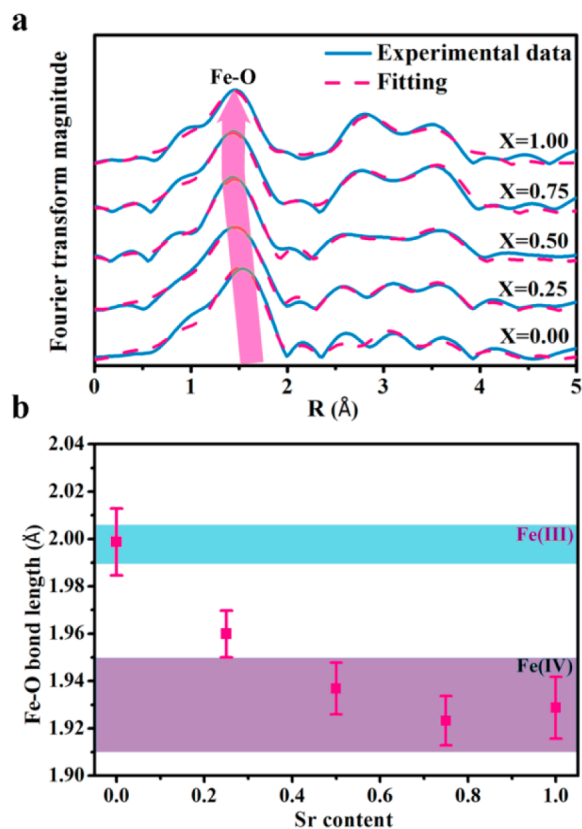 a
Fourier transform magnitude
Fe-O
Experimental data
Fitting
X=1.00
X=0.75
X=0.50
X=0.25
X=0.00
0 1 2 3 4 5
R (Å)
b
Fe-O bond length (Å)
2.04
2.02
2.00
1.98
1.96
1.94
1.92
1.90
Fe(III)
Fe(IV)
0.0 0.2 0.4 0.6 0.8 1.0
Sr content